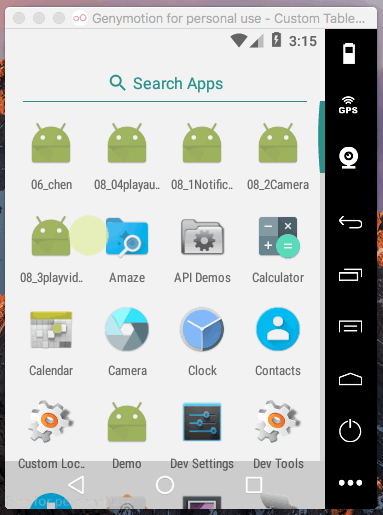 Genymotion for personal use - Custom Table...
3:15
Search Apps
GPS
06_chen
08_04playau..
08_1Notific..
08_2Camera
08_3playvid..
Amaze
API Demos
Calculator
Calendar
Camera
Clock
Contacts
Custom Loc..
Demo
Dev Settings
Dev Tools